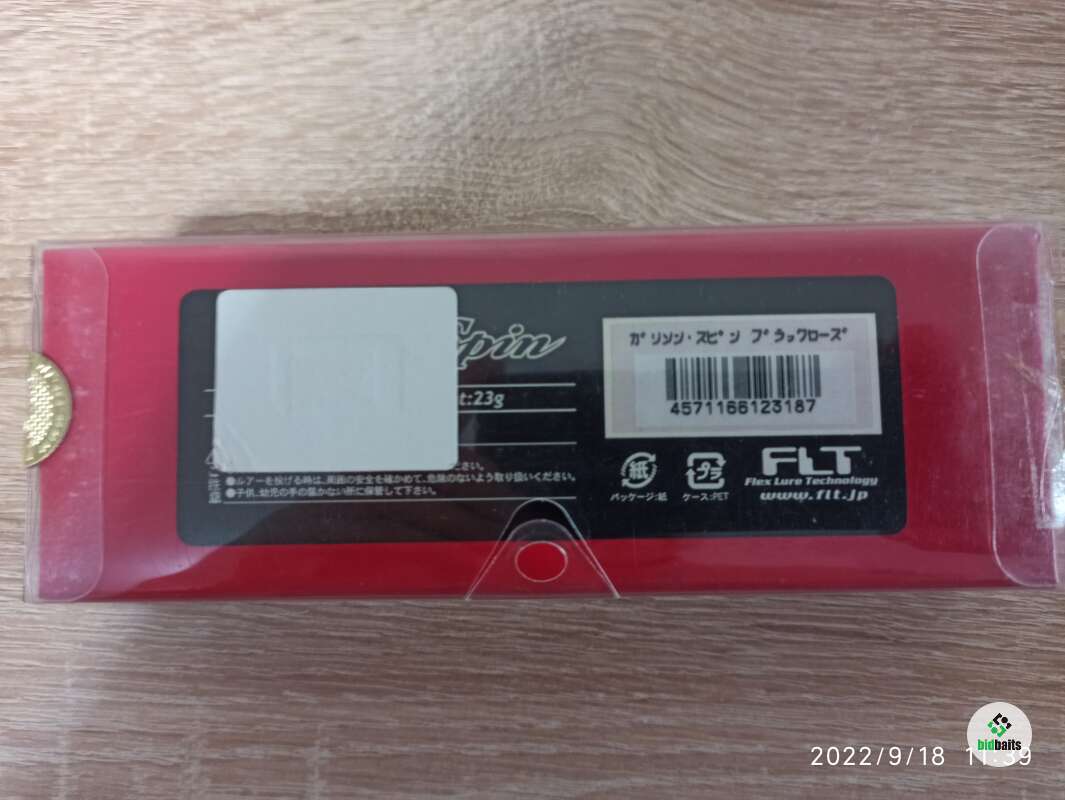 Spin
t:23g
ださい。
●ルアーを投げる時は、周囲の安全を確かめて、危険のないよう取り扱いください。
●子供、幼児の手の届かない所に保管して下さい。
ガリソン・スピン ブラックローズ
4571166123187
紙
パッケージ:紙
プラ
ケース:PET
FLT
Flex Lure Technology
www.flt.jp
bidbaits
2022/9/18 11:39